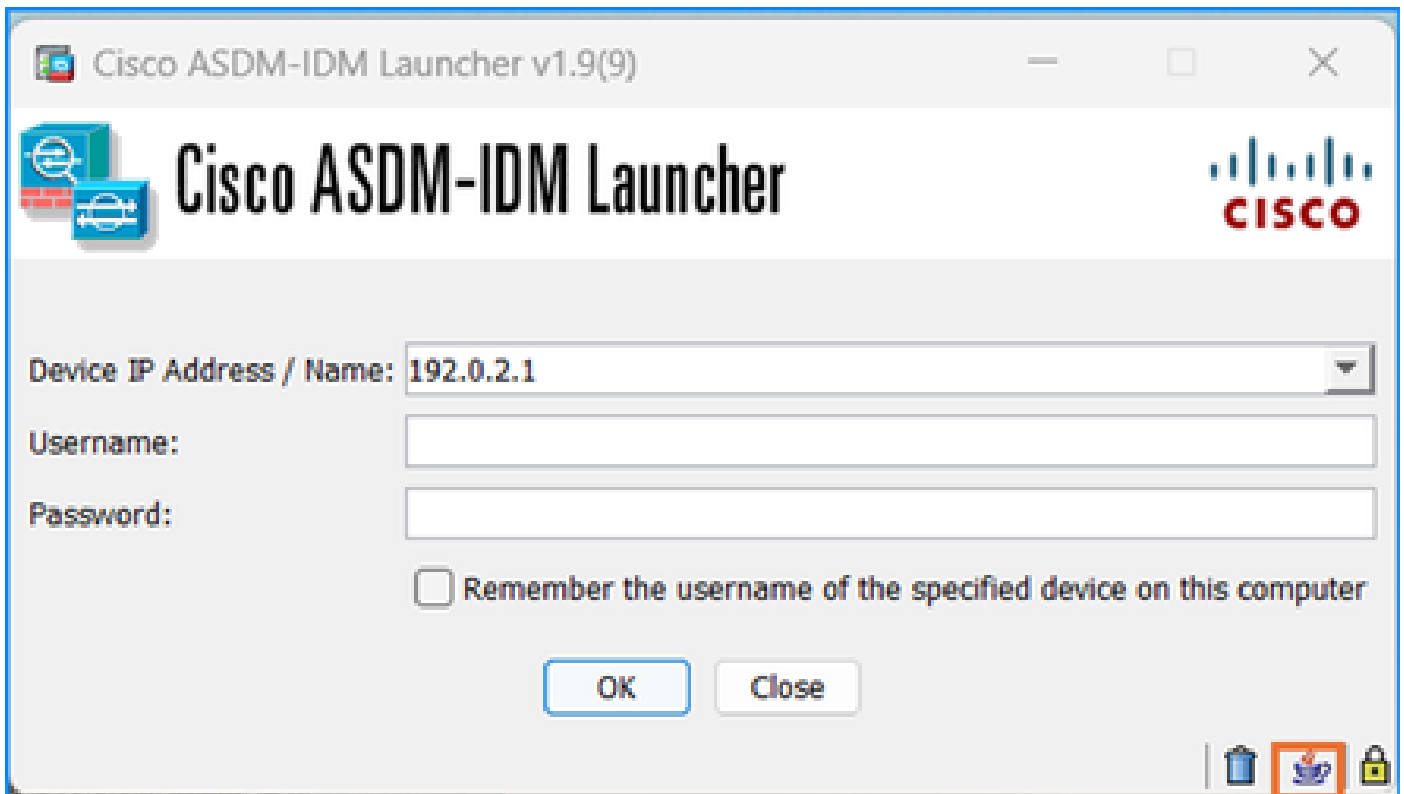 Cisco ASDM-IDM Launcher v1.9(9)
Cisco ASDM-IDM Launcher
CISCO
Device IP Address / Name: 192.0.2.1
Username:
Password:
Remember the username of the specified device on this computer
OK Close